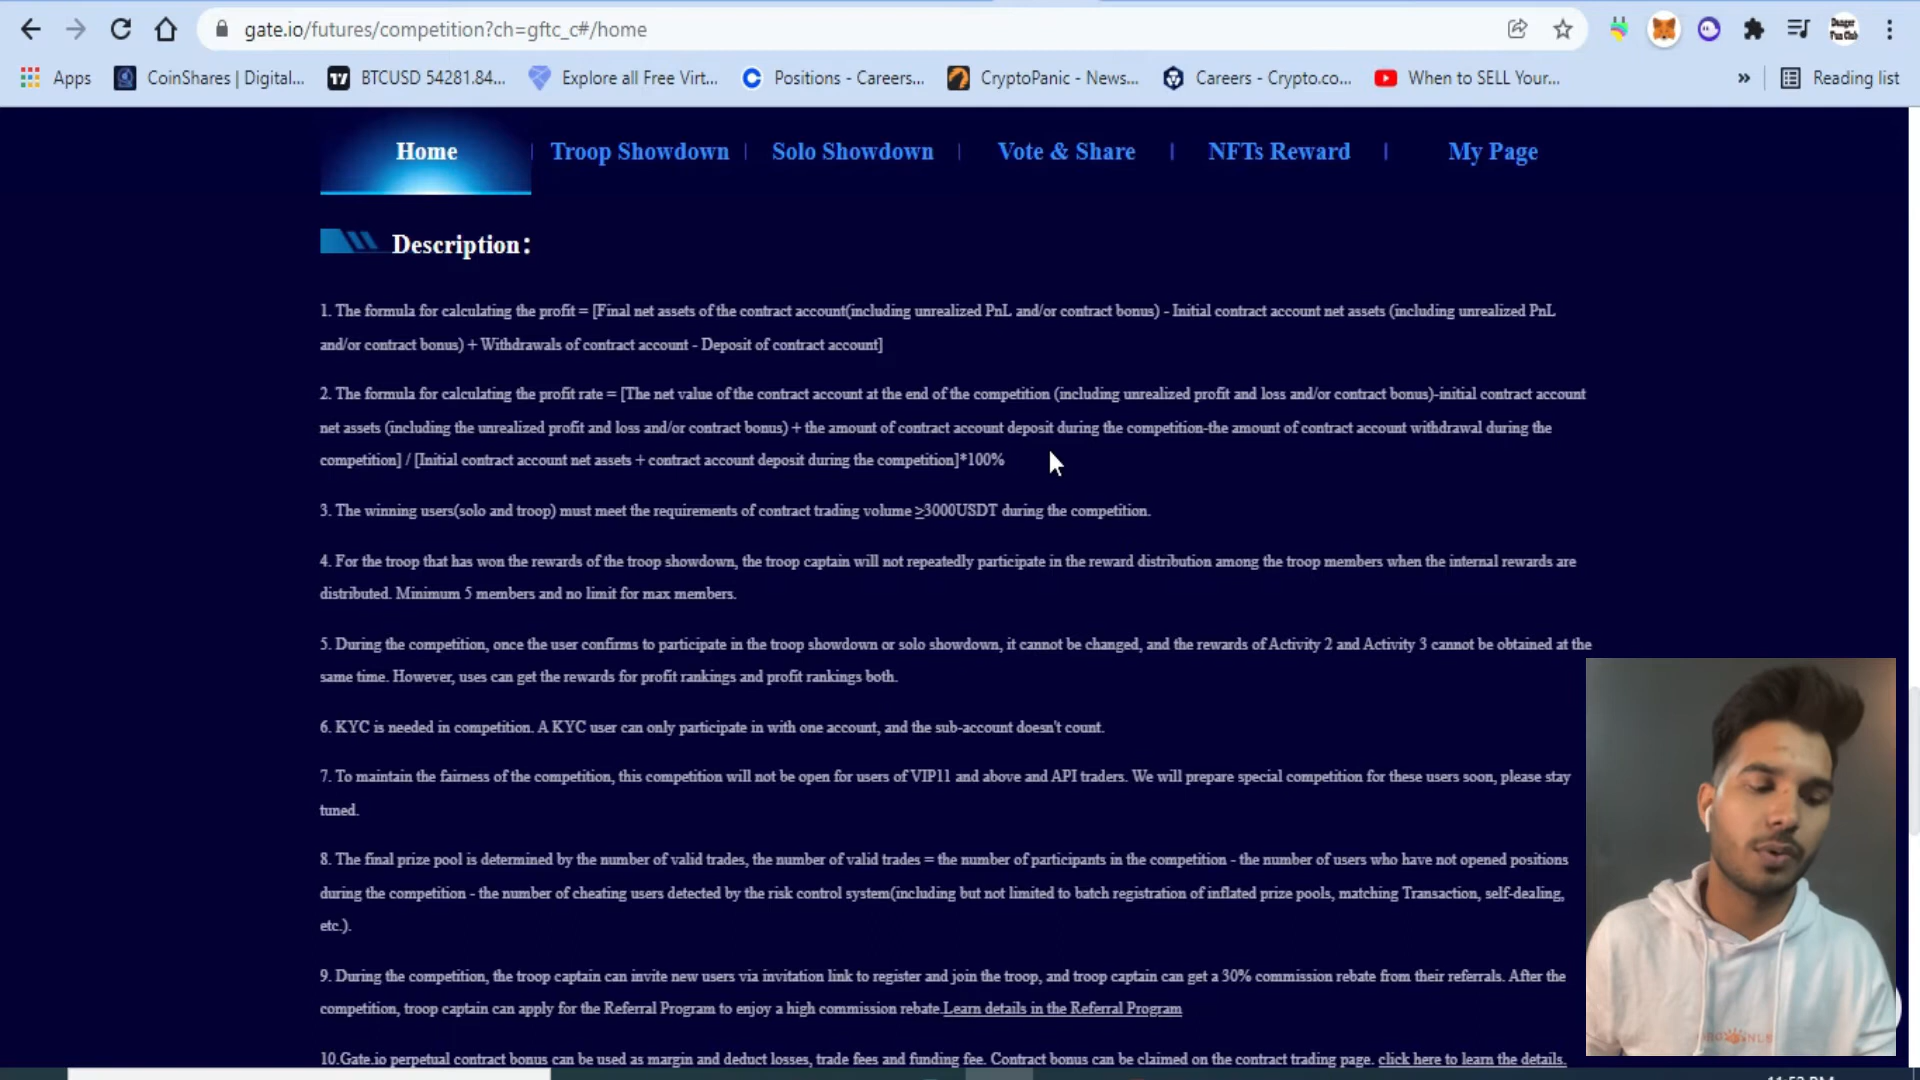 gate.io/futures/competition?ch=gftc_c#/home
Apps CoinShares | Digital... BTCUSD 54281.84... Explore all Free Virt... Positions - Careers... CryptoPanic - News... Careers - Crypto.co... When to SELL Your... » Reading list
Home Troop Showdown Solo Showdown Vote & Share NFTs Reward My Page
Description:
1. The formula for calculating the profit = [Final net assets of the contract account(including unrealized PnL and/or contract bonus) - Initial contract account net assets (including unrealized PnL
and/or contract bonus) + Withdrawals of contract account - Deposit of contract account]
2. The formula for calculating the profit rate = [The net value of the contract account at the end of the competition (including unrealized profit and loss and/or contract bonus)-initial contract account
net assets (including the unrealized profit and loss and/or contract bonus) + the amount of contract account deposit during the competition-the amount of contract account withdrawal during the
competition] / [Initial contract account net assets + contract account deposit during the competition]*100%
3. The winning users(solo and troop) must meet the requirements of contract trading volume ≥3000USDT during the competition.
4. For the troop that has won the rewards of the troop showdown, the troop captain will not repeatedly participate in the reward distribution among the troop members when the internal rewards are
distributed. Minimum 5 members and no limit for max members.
5. During the competition, once the user confirms to participate in the troop showdown or solo showdown, it cannot be changed, and the rewards of Activity 2 and Activity 3 cannot be obtained at the
same time. However, uses can get the rewards for profit rankings and profit rankings both.
6. KYC is needed in competition. A KYC user can only participate in with one account, and the sub-account doesn't count.
7. To maintain the fairness of the competition, this competition will not be open for users of VIP11 and above and API traders. We will prepare special competition for these users soon, please stay
tuned.
8. The final prize pool is determined by the number of valid trades, the number of valid trades = the number of participants in the competition - the number of users who have not opened positions
during the competition - the number of cheating users detected by the risk control system(including but not limited to batch registration of inflated prize pools, matching Transaction, self-dealing,
etc.).
9. During the competition, the troop captain can invite new users via invitation link to register and join the troop, and troop captain can get a 30% commission rebate from their referrals. After the
competition, troop captain can apply for the Referral Program to enjoy a high commission rebate Learn details in the Referral Program
10.Gate.io perpetual contract bonus can be used as margin and deduct losses, trade fees and funding fee. Contract bonus can be claimed on the contract trading page. click here to learn the details.